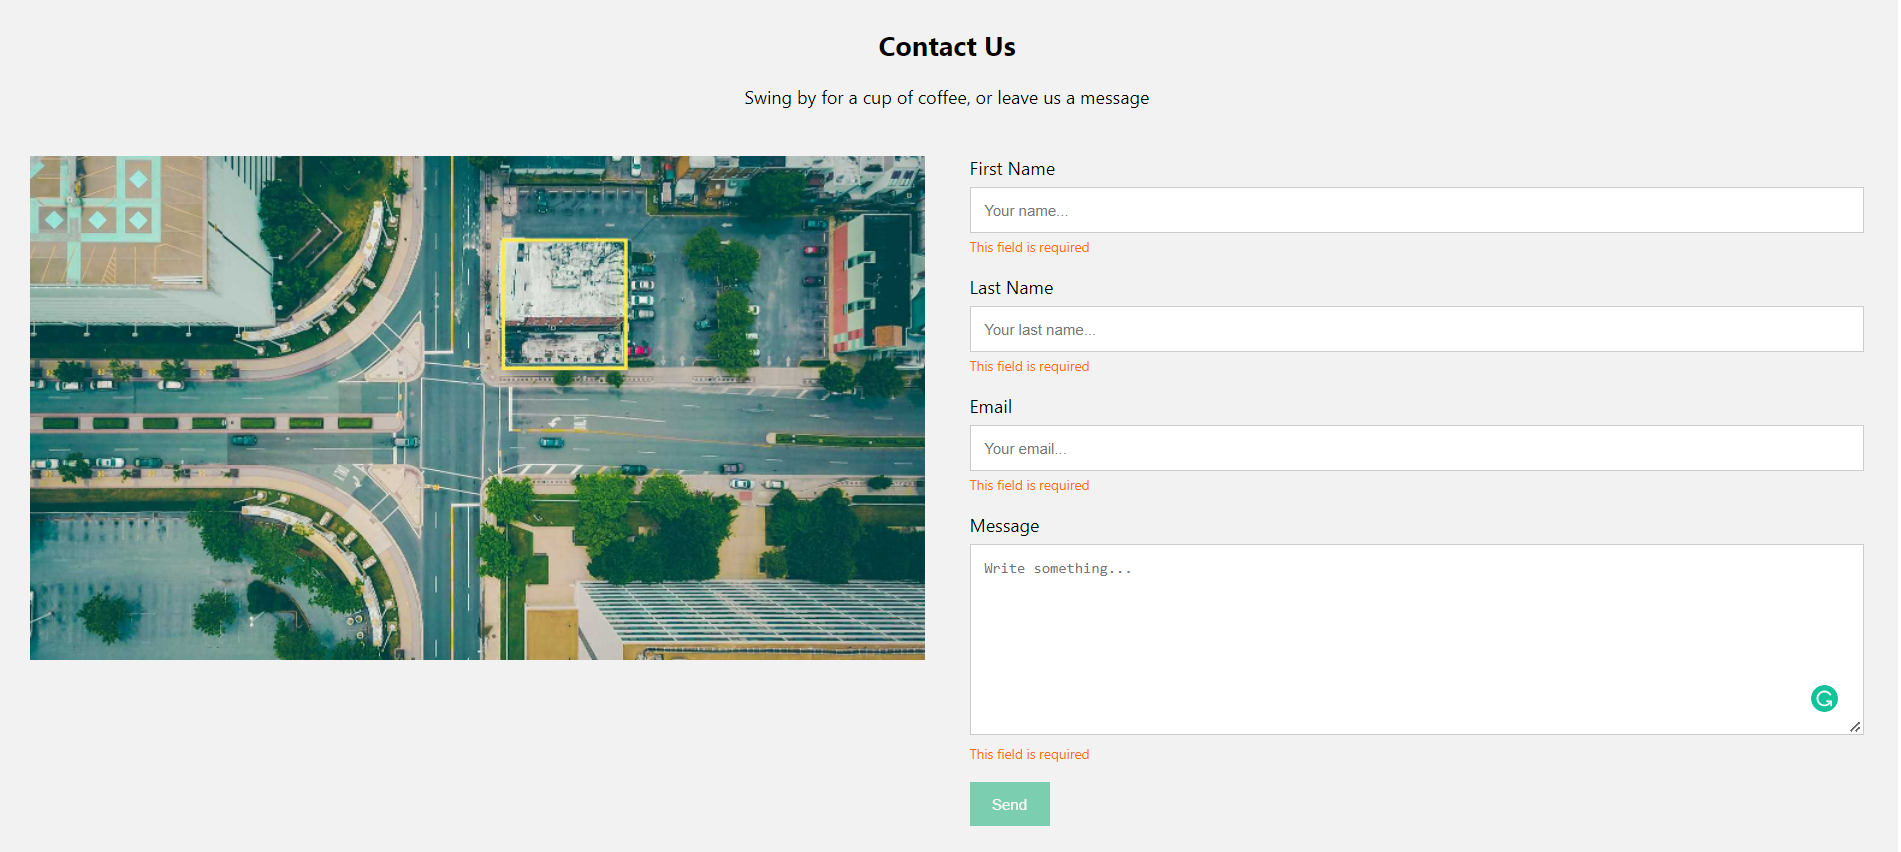 Contact Us
Swing by for a cup of coffee, or leave us a message
First Name
Your name...
This field is required
Last Name
Your last name...
This field is required
Email
Your email...
This field is required
Message
Write something...
This field is required
Send